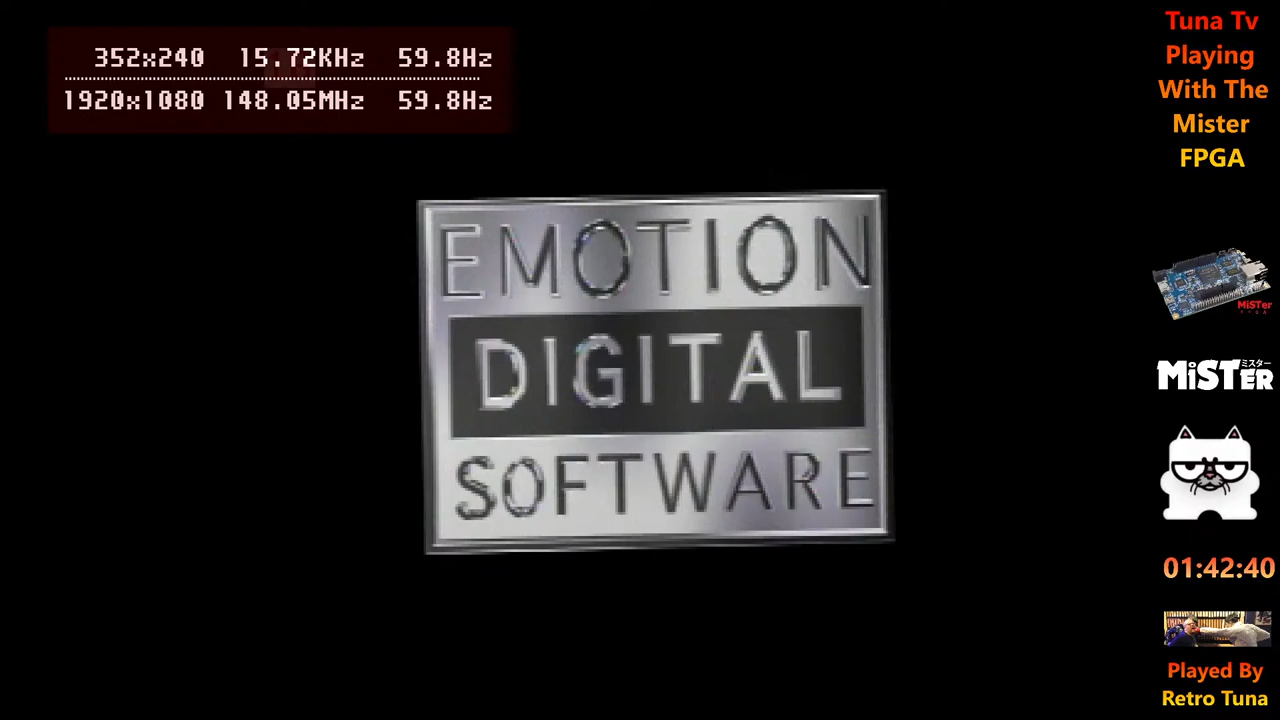 352x240 15.72KHz 59.8Hz
1920x1080 148.05MHz 59.8Hz
EMOTION
DIGITAL
SOFTWARE
Tuna Tv
Playing
With The
Mister
FPGA
MiSTer
FPGA
ミスター
MiSTER
01:42:40
Played By
Retro Tuna